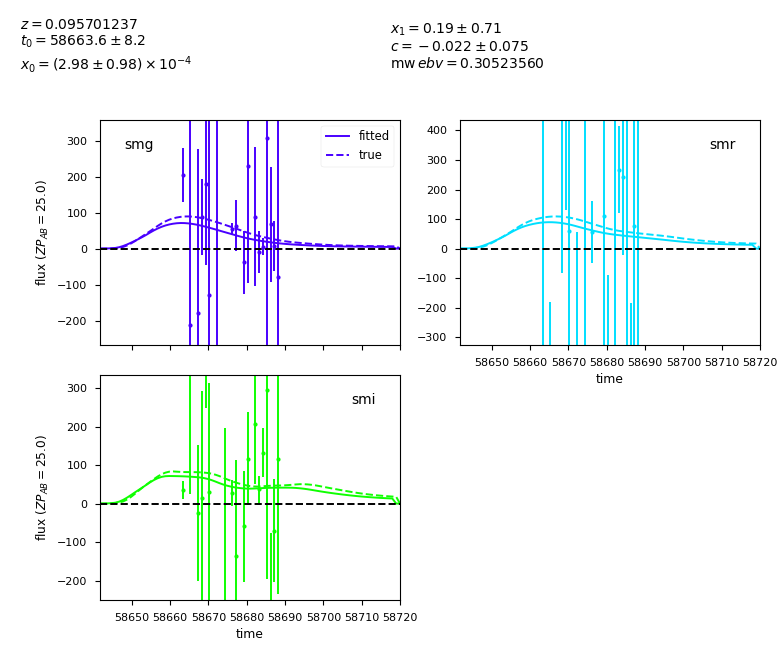 z = 0.095701237
t₀ = 58663.6 ± 8.2
x₀ = (2.98 ± 0.98) × 10⁻⁴
x₁ = 0.19 ± 0.71
c = −0.022 ± 0.075
mw ebv = 0.30523560
smg
fitted
true
300
200
100
0
−100
−200
flux (ZP_AB = 25.0)
smr
400
300
200
100
0
−100
−200
−300
58650 58660 58670 58680 58690 58700 58710 58720
time
smi
300
200
100
0
−100
−200
flux (ZP_AB = 25.0)
58650 58660 58670 58680 58690 58700 58710 58720
time